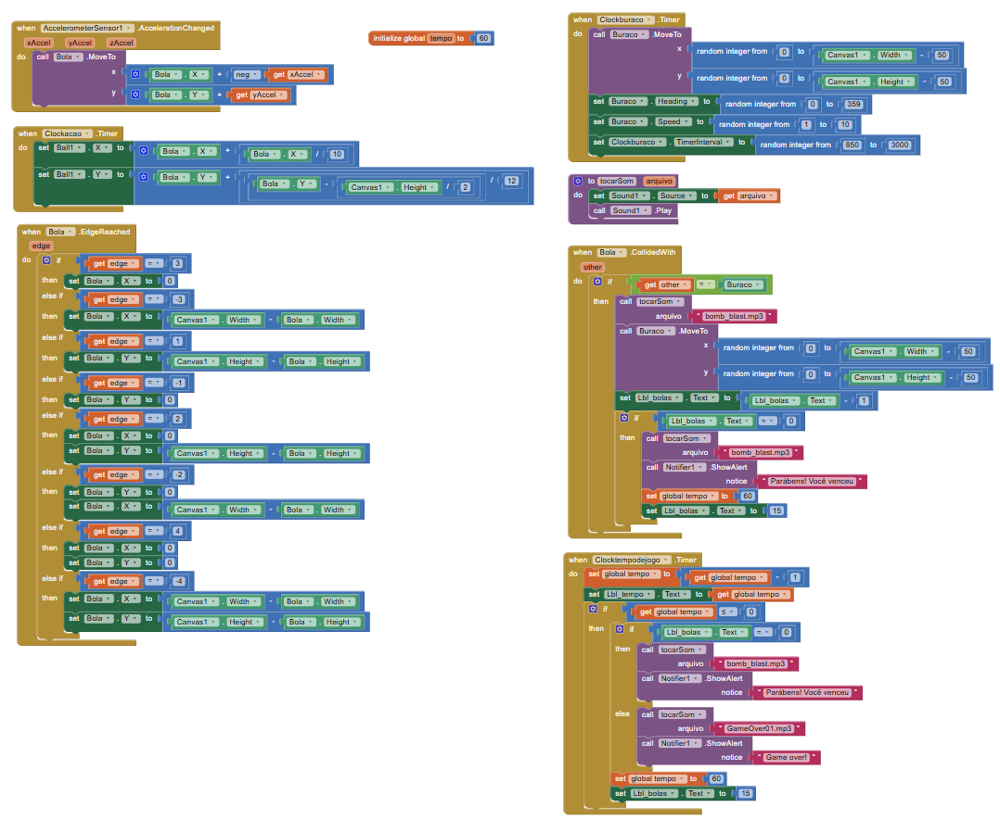 when AccelerometerSensor1 .AccelerationChanged
xAccel yAccel zAccel
do call Bola .MoveTo
x Bola . X + neg get xAccel
y Bola . Y + get yAccel
initialize global tempo to 60
when Clockacao .Timer
do set Ball1 . X to Bola . X + Bola . X / 10
set Ball1 . Y to Bola . Y + Bola . Y - Canvas1 . Height / 2 / 12
when Bola .EdgeReached
edge
do if get edge = 3
then set Bola . X to 0
else if get edge = -3
then set Bola . X to Canvas1 . Width - Bola . Width
else if get edge = 1
then set Bola . Y to Canvas1 . Height - Bola . Height
else if get edge = -1
then set Bola . Y to 0
else if get edge = 2
then set Bola . X to 0
set Bola . Y to Canvas1 . Height - Bola . Height
else if get edge = -2
then set Bola . Y to 0
set Bola . X to Canvas1 . Width - Bola . Width
else if get edge = 4
then set Bola . X to 0
set Bola . Y to 0
else if get edge = -4
then set Bola . X to Canvas1 . Width - Bola . Width
set Bola . Y to Canvas1 . Height - Bola . Height
when Clockburaco .Timer
do call Buraco .MoveTo
x random integer from 0 to Canvas1 . Width - 50
y random integer from 0 to Canvas1 . Height - 50
set Buraco . Heading to random integer from 0 to 359
set Buraco . Speed to random integer from 1 to 10
set Clockburaco . TimerInterval to random integer from 850 to 3000
to tocarSom arquivo
do set Sound1 . Source to get arquivo
call Sound1 .Play
when Bola .CollidedWith
other
do if get other = Buraco
then call tocarSom
arquivo " bomb_blast.mp3 "
call Buraco .MoveTo
x random integer from 0 to Canvas1 . Width - 50
y random integer from 0 to Canvas1 . Height - 50
set Lbl_bolas . Text to Lbl_bolas . Text - 1
if Lbl_bolas . Text = 0
then call tocarSom
arquivo " bomb_blast.mp3 "
call Notifier1 .ShowAlert
notice " Parábens! Você venceu "
set global tempo to 60
set Lbl_bolas . Text to 15
when Clocktempodejogo .Timer
do set global tempo to get global tempo - 1
set Lbl_tempo . Text to get global tempo
if get global tempo ≤ 0
then if Lbl_bolas . Text = 0
then call tocarSom
arquivo " bomb_blast.mp3 "
call Notifier1 .ShowAlert
notice " Parábens! Você venceu "
else call tocarSom
arquivo " GameOver01.mp3 "
call Notifier1 .ShowAlert
notice " Game over! "
set global tempo to 60
set Lbl_bolas . Text to 15